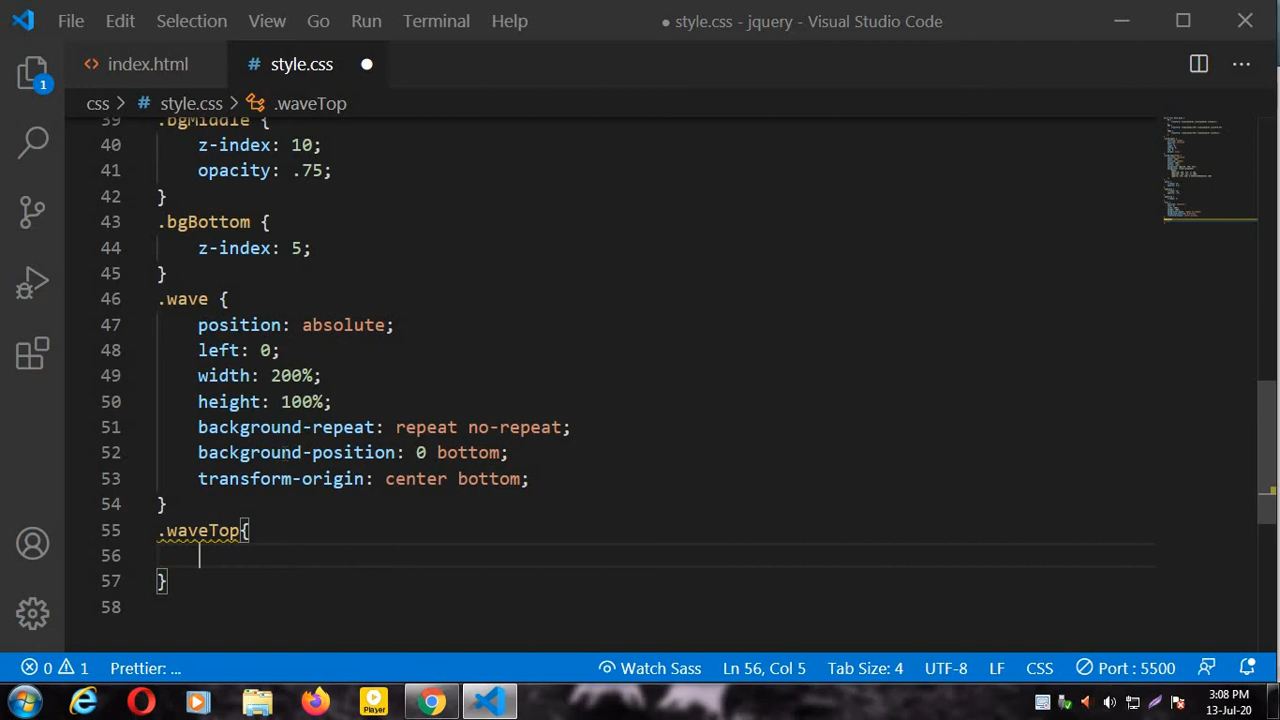 File Edit Selection View Go Run Terminal Help ● style.css - jquery - Visual Studio Code
<> index.html # style.css ●
1
css > # style.css > .waveTop
39 .bgMiddle {
40 z-index: 10;
41 opacity: .75;
42 }
43 .bgBottom {
44 z-index: 5;
45 }
46 .wave {
47 position: absolute;
48 left: 0;
49 width: 200%;
50 height: 100%;
51 background-repeat: repeat no-repeat;
52 background-position: 0 bottom;
53 transform-origin: center bottom;
54 }
55 .waveTop{
56
57 }
58
0 1 Prettier: ... Watch Sass Ln 56, Col 5 Tab Size: 4 UTF-8 LF CSS Port : 5500
Player
3:08 PM
13-Jul-20